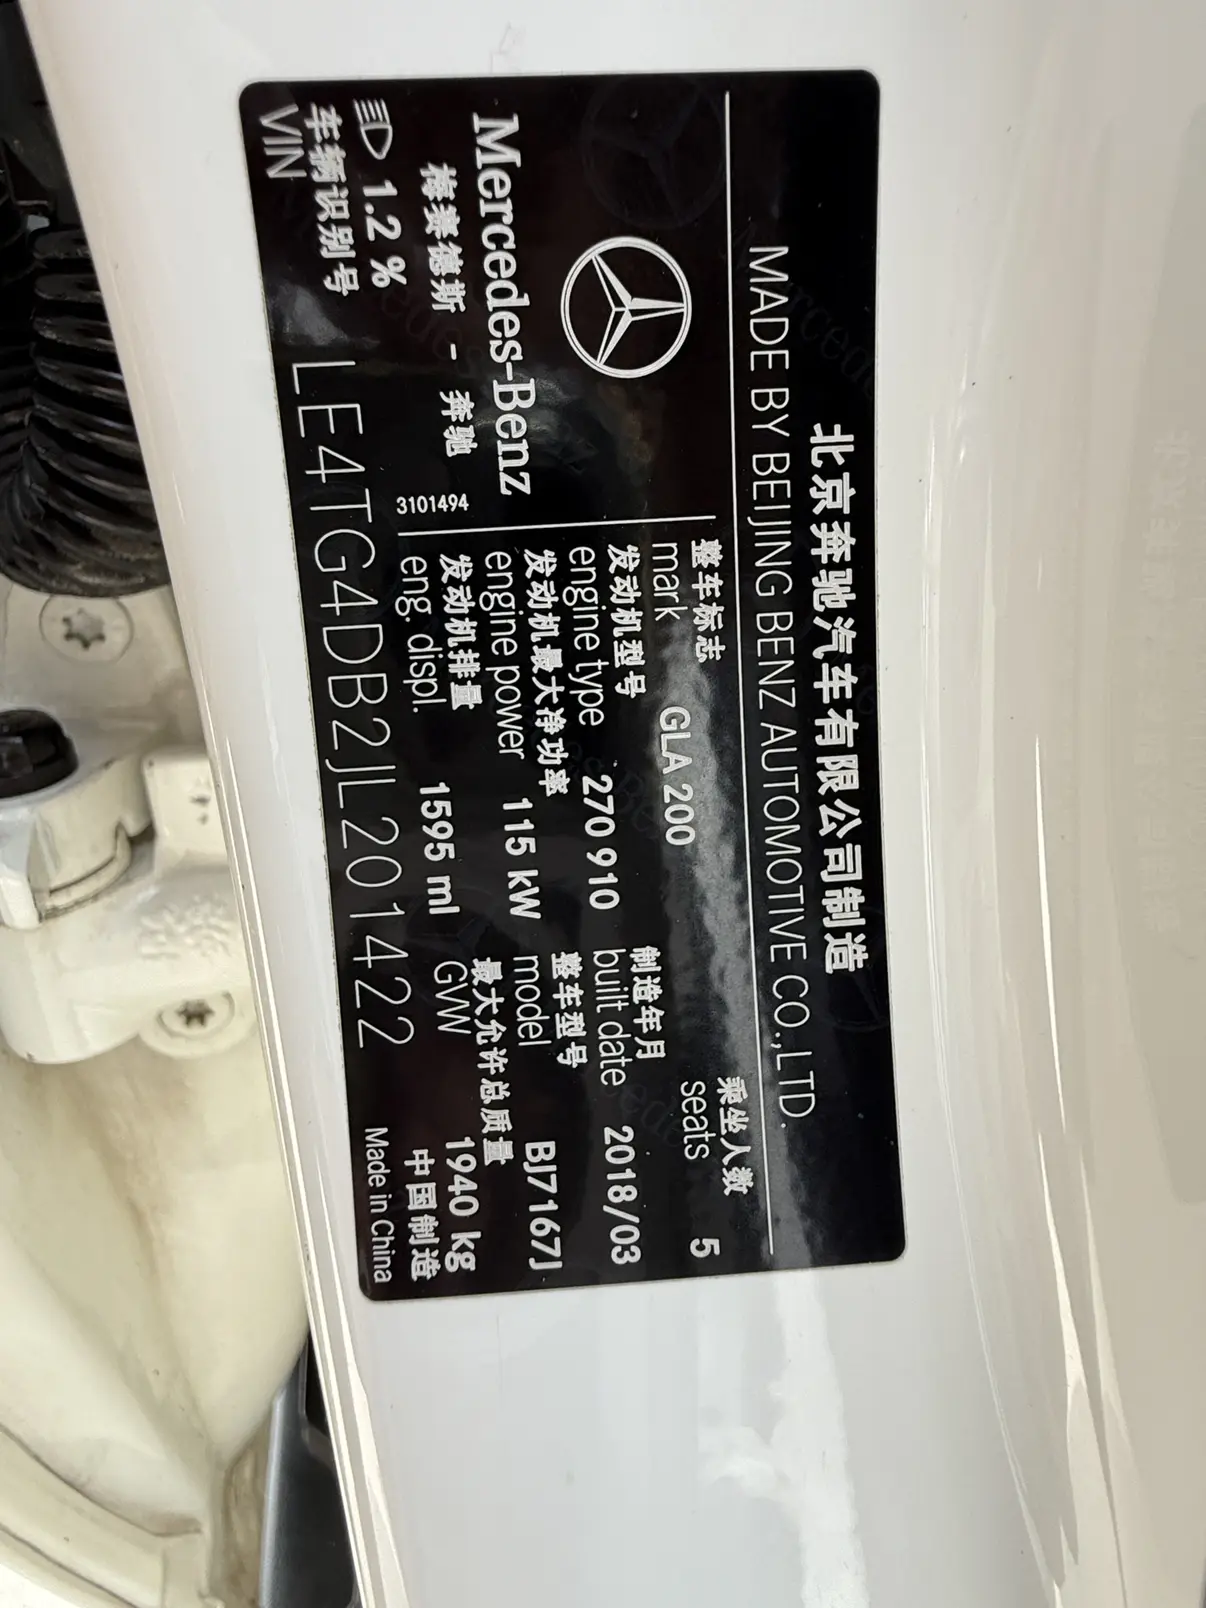 北京奔驰汽车有限公司制造
MADE BY BEIJING BENZ AUTOMOTIVE CO.,LTD.
Mercedes-Benz
梅赛德斯 - 奔驰
3101494
整车标志
mark GLA 200
乘坐人数
seats 5
发动机型号
engine type 270 910
制造年月
built date 2018/03
发动机最大净功率
engine power 115 kW
整车型号
model BJ7167J
发动机排量
eng. displ. 1595 ml
最大允许总质量
GVW 1940 kg
1.2 %
车辆识别号
VIN LE4TG4DB2JL201422
中国制造
Made in China